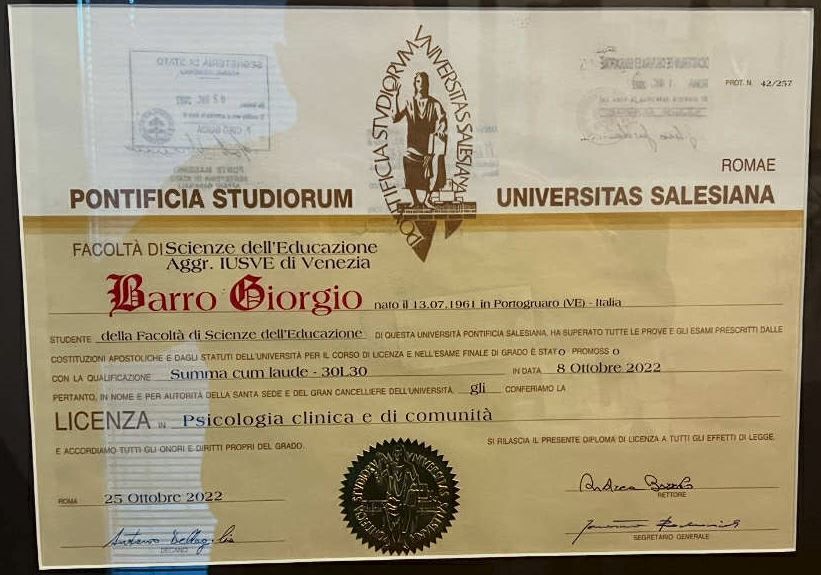 PROT. N. 42/257
PONTIFICIA STUDIORUM UNIVERSITAS SALESIANA
ROMAE
PONTIFICIA STUDIORUM
UNIVERSITAS SALESIANA
FACOLTÀ DI Scienze dell'Educazione
Aggr. IUSVE di Venezia
Barro Giorgio nato il 13.07.1961 in Portogruaro (VE) - Italia
STUDENTE della Facoltà di Scienze dell'Educazione DI QUESTA UNIVERSITÀ PONTIFICIA SALESIANA, HA SUPERATO TUTTE LE PROVE E GLI ESAMI PRESCRITTI DALLE
COSTITUZIONI APOSTOLICHE E DAGLI STATUTI DELL'UNIVERSITÀ PER IL CORSO DI LICENZA E NELL'ESAME FINALE DI GRADO È STATO PROMOSSO
CON LA QUALIFICAZIONE Summa cum laude - 30L30 IN DATA 8 Ottobre 2022
PERTANTO, IN NOME E PER AUTORITÀ DELLA SANTA SEDE E DEL GRAN CANCELLIERE DELL'UNIVERSITÀ, gli CONFERIAMO LA
LICENZA IN Psicologia clinica e di comunità
E ACCORDIAMO TUTTI GLI ONORI E DIRITTI PROPRI DEL GRADO.
SI RILASCIA IL PRESENTE DIPLOMA DI LICENZA A TUTTI GLI EFFETTI DI LEGGE.
ROMA 25 Ottobre 2022
RETTORE
DECANO
SEGRETARIO GENERALE